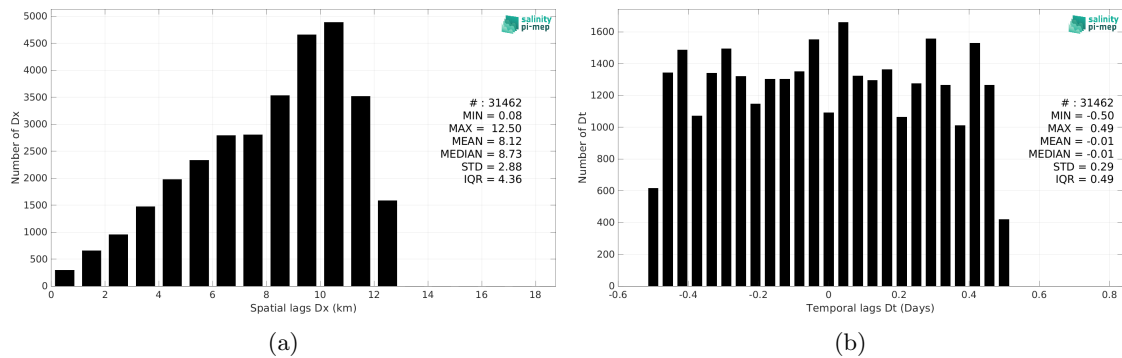 salinity
pi-mep
5000
4500
4000
3500
3000
2500
2000
1500
1000
500
0
Number of Dx
# : 31462
MIN = 0.08
MAX = 12.50
MEAN = 8.12
MEDIAN = 8.73
STD = 2.88
IQR = 4.36
0 2 4 6 8 10 12 14 16 18
Spatial lags Dx (km)
(a)
salinity
pi-mep
1600
1400
1200
1000
800
600
400
200
0
Number of Dt
# : 31462
MIN = -0.50
MAX = 0.49
MEAN = -0.01
MEDIAN = -0.01
STD = 0.29
IQR = 0.49
-0.6 -0.4 -0.2 0 0.2 0.4 0.6 0.8
Temporal lags Dt (Days)
(b)